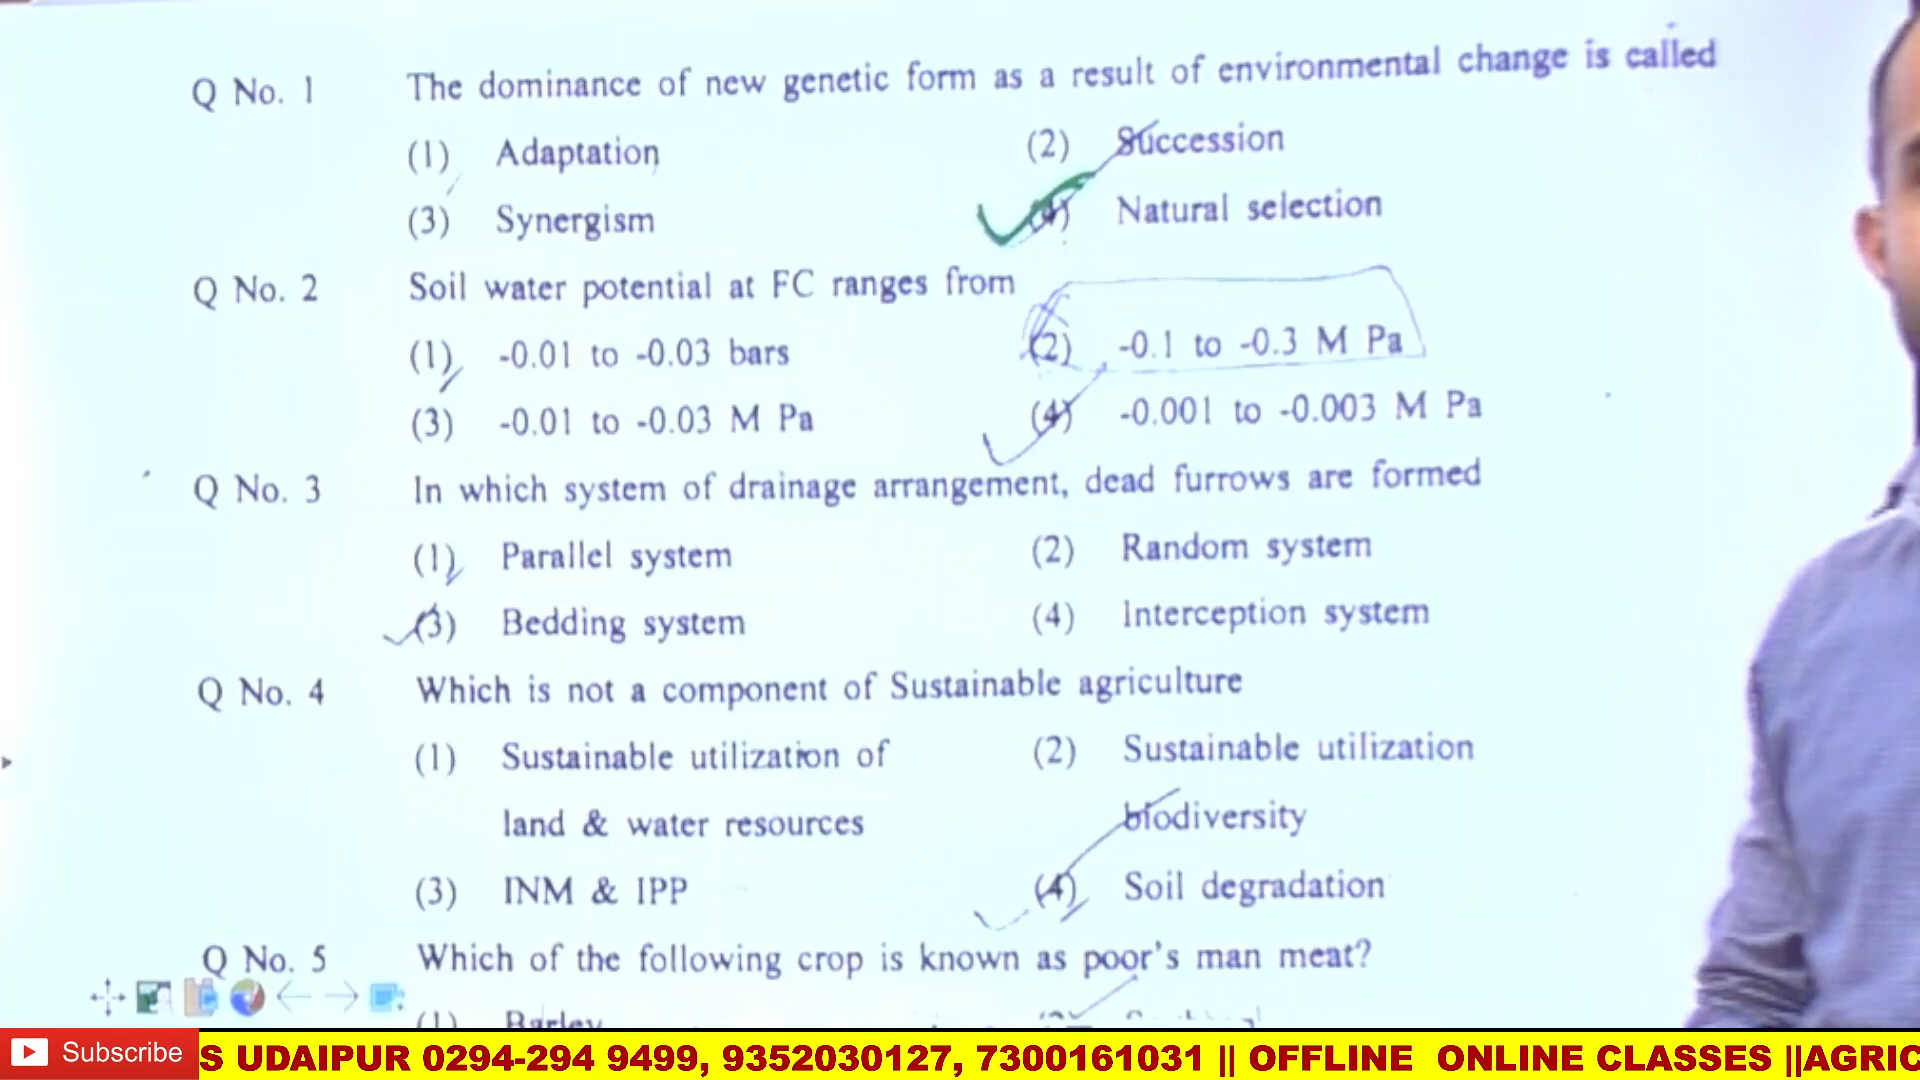 Q No. 1 The dominance of new genetic form as a result of environmental change is called
(1) Adaptation (2) Succession
(3) Synergism (4) Natural selection
Q No. 2 Soil water potential at FC ranges from
(1) -0.01 to -0.03 bars (2) -0.1 to -0.3 M Pa
(3) -0.01 to -0.03 M Pa (4) -0.001 to -0.003 M Pa
Q No. 3 In which system of drainage arrangement, dead furrows are formed
(1) Parallel system (2) Random system
(3) Bedding system (4) Interception system
Q No. 4 Which is not a component of Sustainable agriculture
(1) Sustainable utilization of (2) Sustainable utilization
land & water resources biodiversity
(3) INM & IPP (4) Soil degradation
Q No. 5 Which of the following crop is known as poor's man meat?
(1) Barley
Subscribe S UDAIPUR 0294-294 9499, 9352030127, 7300161031 || OFFLINE ONLINE CLASSES ||AGRIC